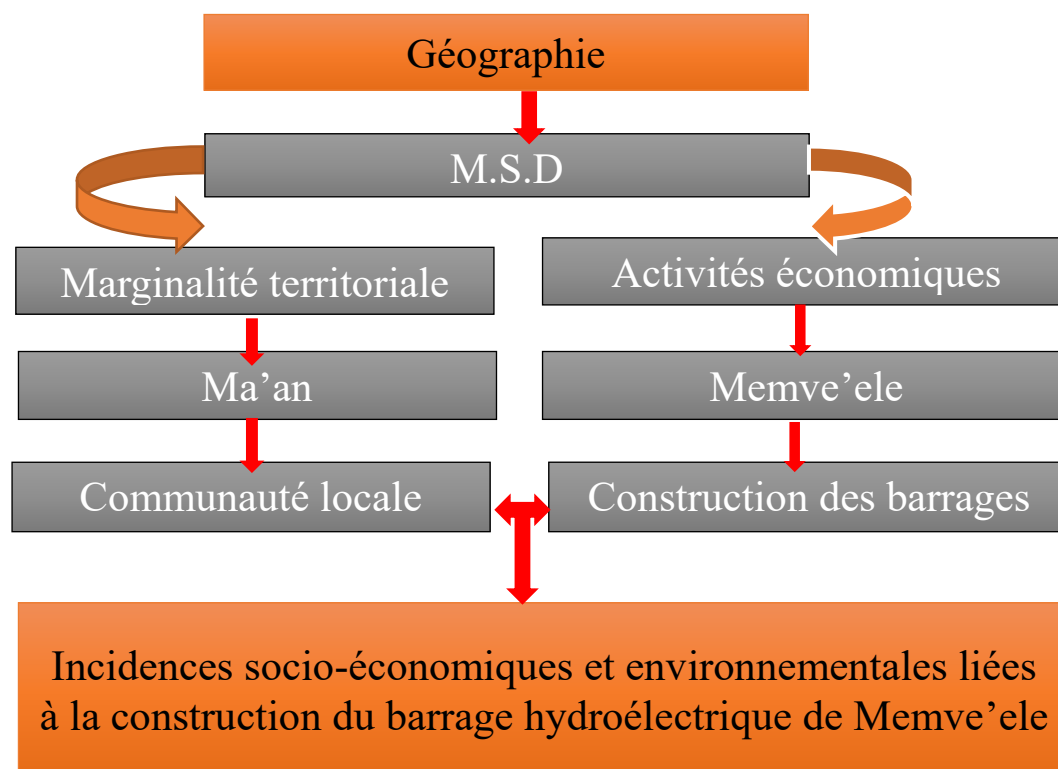 Géographie
M.S.D
Marginalité territoriale
Activités économiques
Ma’an
Memve’ele
Communauté locale
Construction des barrages
Incidences socio-économiques et environnementales liées
à la construction du barrage hydroélectrique de Memve’ele